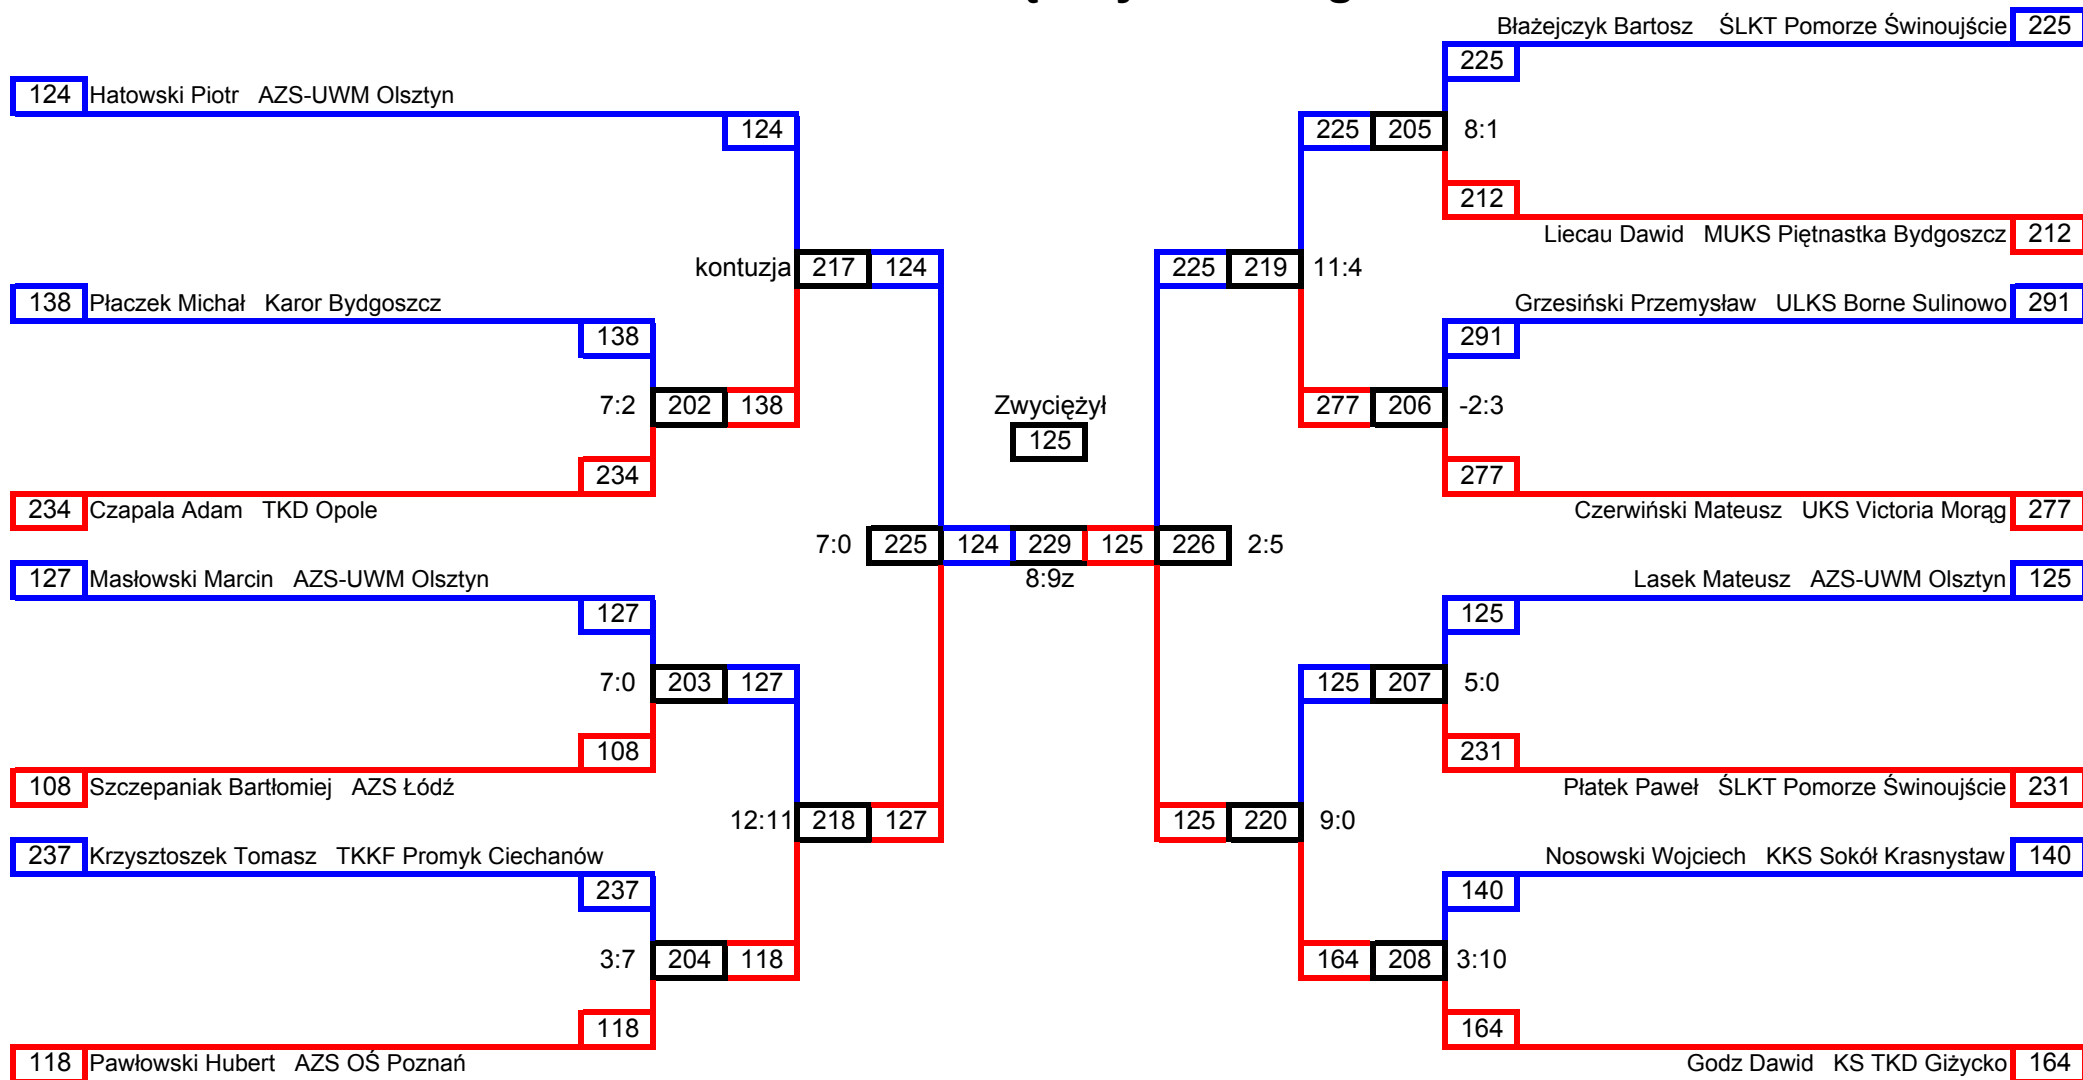 Błażejczyk Bartosz ŚLKT Pomorze Świnoujście 225
225
124 Hatowski Piotr AZS-UWM Olsztyn
124
225 205 8:1
212
Liecau Dawid MUKS Piętnastka Bydgoszcz 212
kontuzja 217 124
225 219 11:4
138 Płaczek Michał Karor Bydgoszcz
Grzesiński Przemysław ULKS Borne Sulinowo 291
138
291
7:2 202 138
Zwyciężył
277 206 -2:3
125
234
277
234 Czapala Adam TKD Opole
Czerwiński Mateusz UKS Victoria Morąg 277
7:0 225 124 229 125 226 2:5
8:9z
127 Masłowski Marcin AZS-UWM Olsztyn
Lasek Mateusz AZS-UWM Olsztyn 125
127
125
7:0 203 127
125 207 5:0
108
231
108 Szczepaniak Bartłomiej AZS Łódź
Płatek Paweł ŚLKT Pomorze Świnoujście 231
12:11 218 127
125 220 9:0
237 Krzysztoszek Tomasz TKKF Promyk Ciechanów
Nosowski Wojciech KKS Sokół Krasnystaw 140
237
140
3:7 204 118
164 208 3:10
118
164
118 Pawłowski Hubert AZS OŚ Poznań
Godz Dawid KS TKD Giżycko 164